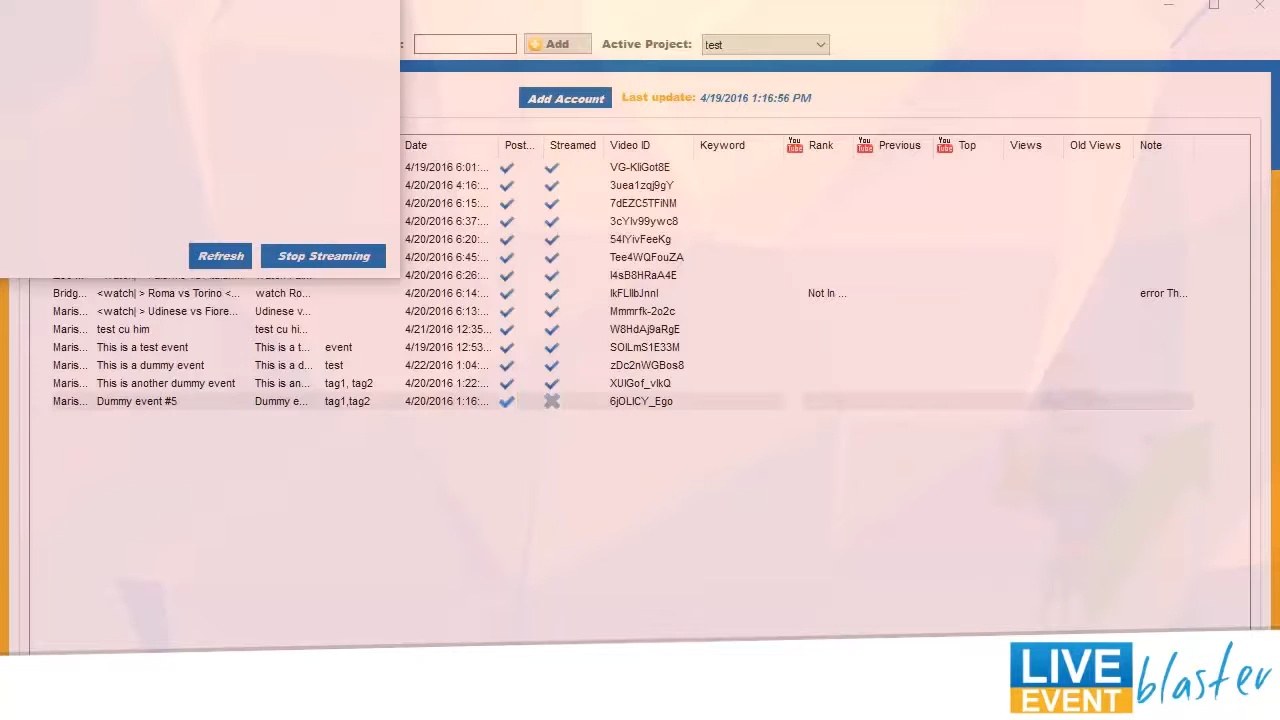 : Add Active Project: test
Add Account Last update: 4/19/2016 1:16:56 PM
Date Post... Streamed Video ID Keyword You Tube Rank You Tube Previous You Tube Top Views Old Views Note
4/19/2016 6:01:...
4/20/2016 4:16:... 3uea1zqj9gY
4/20/2016 6:15:... 7dEZC5TFiNM
4/20/2016 6:37:... 3cYlv99ywc8
4/20/2016 6:20:... 54IYivFeeKg
4/20/2016 6:45:... Tee4WQFouZA
Refresh Stop Streaming
4/20/2016 6:26:... I4sB8HRaA4E
Bridg... <watch| > Roma vs Torino <... watch Ro... 4/20/2016 6:14:... Not In ... error Th...
Maris... <watch| > Udinese vs Fiore... Udinese v... 4/20/2016 6:13:... Mmmrfk-2o2c
Maris... test cu him test cu hi... 4/21/2016 12:35... W8HdAj9aRgE
Maris... This is a test event This is a t... event 4/19/2016 12:53... SOlLmS1E33M
Maris... This is a dummy event This is a d... test 4/22/2016 1:04:... zDc2nWGBos8
Maris... This is another dummy event This is an... tag1, tag2 4/20/2016 1:22:...
Maris... Dummy event #5 Dummy e... tag1,tag2 4/20/2016 1:16:...
LIVE EVENT blaster